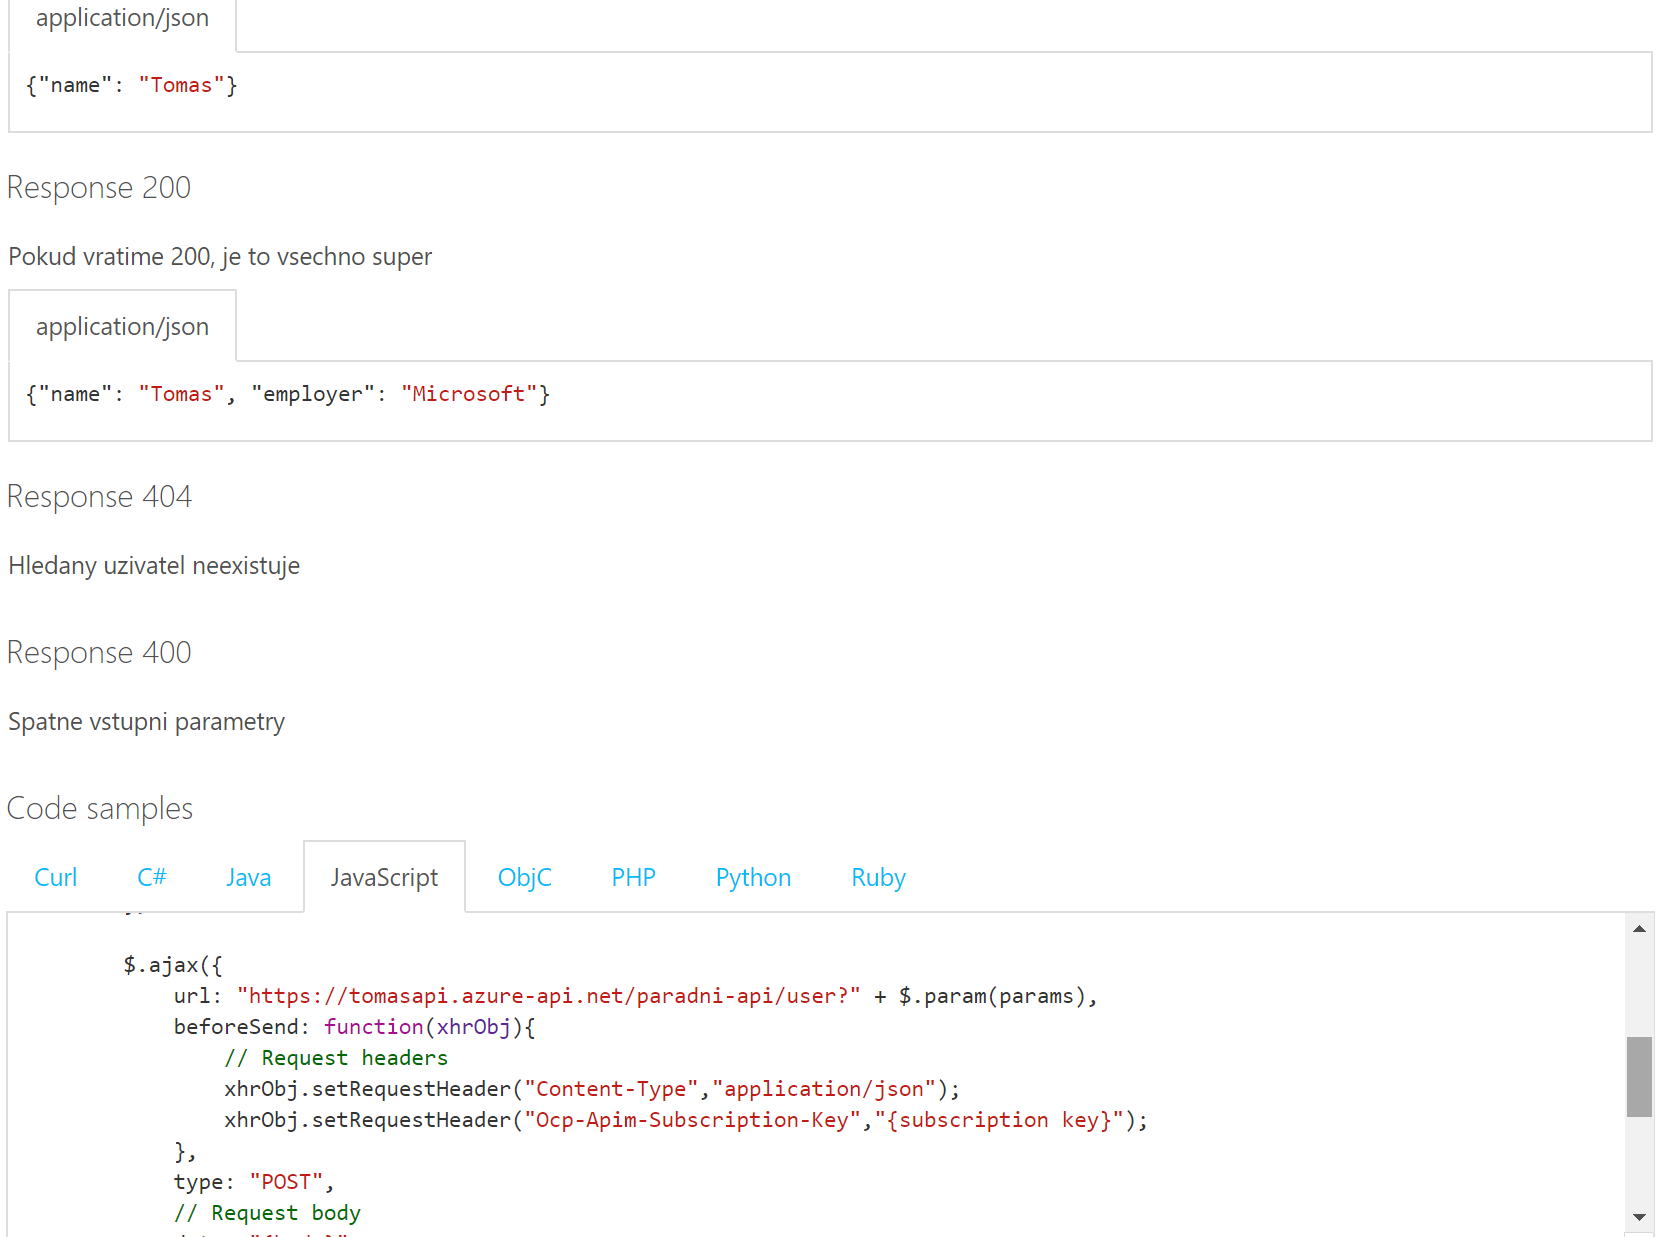 application/json
{"name": "Tomas"}
Response 200
Pokud vratime 200, je to vsechno super
application/json
{"name": "Tomas", "employer": "Microsoft"}
Response 404
Hledany uzivatel neexistuje
Response 400
Spatne vstupni parametry
Code samples
Curl C# Java JavaScript ObjC PHP Python Ruby
$.ajax({
url: "https://tomasapi.azure-api.net/paradni-api/user?" + $.param(params),
beforeSend: function(xhrObj){
// Request headers
xhrObj.setRequestHeader("Content-Type","application/json");
xhrObj.setRequestHeader("Ocp-Apim-Subscription-Key","{subscription key}");
},
type: "POST",
// Request body